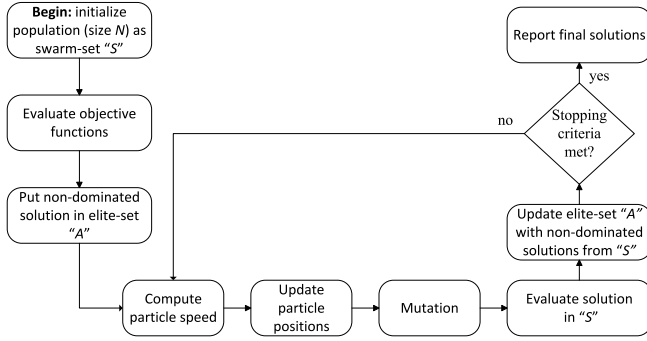 Begin: initialize
population (size N) as
swarm-set “S”
Evaluate objective
functions
Put non-dominated
solution in elite-set
“A”
Compute
particle speed
Update
particle
positions
Mutation
Evaluate solution
in “S”
Update elite-set “A”
with non-dominated
solutions from “S”
Stopping
criteria
met?
no
yes
Report final solutions